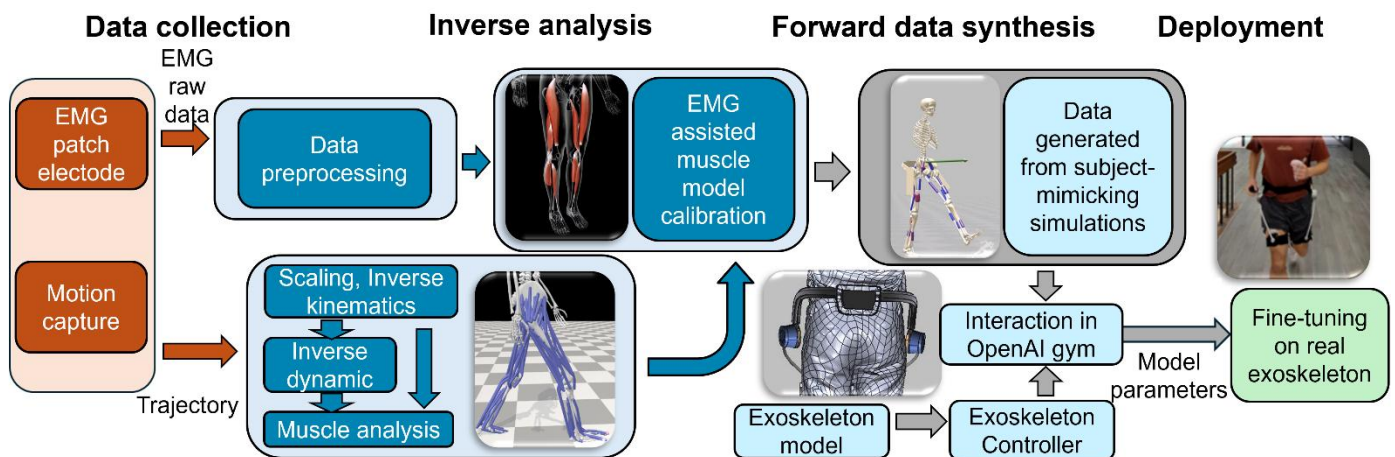 Data collection
Inverse analysis
Forward data synthesis
Deployment
EMG
raw
data
EMG
patch
electode
Data
preprocessing
EMG
assisted
muscle
model
calibration
Data
generated
from subject-
mimicking
simulations
Motion
capture
Trajectory
Scaling, Inverse
kinematics
Inverse
dynamic
Muscle analysis
Exoskeleton
model
Interaction in
OpenAI gym
Exoskeleton
Controller
Model
parameters
Fine-tuning
on real
exoskeleton